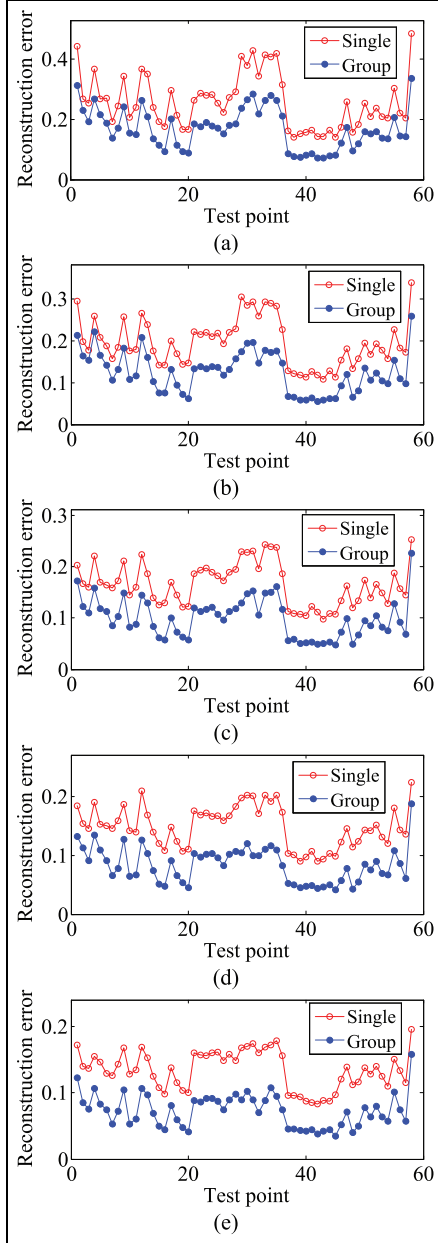 Reconstruction error
0.4
0.2
0
Single
Group
0
20
40
60
Test point
(a)
Reconstruction error
0.3
0.2
0.1
0
Single
Group
0
20
40
60
Test point
(b)
Reconstruction error
0.3
0.2
0.1
0
Single
Group
0
20
40
60
Test point
(c)
Reconstruction error
0.2
0.1
0
Single
Group
0
20
40
60
Test point
(d)
Reconstruction error
0.2
0.1
0
Single
Group
0
20
40
60
Test point
(e)